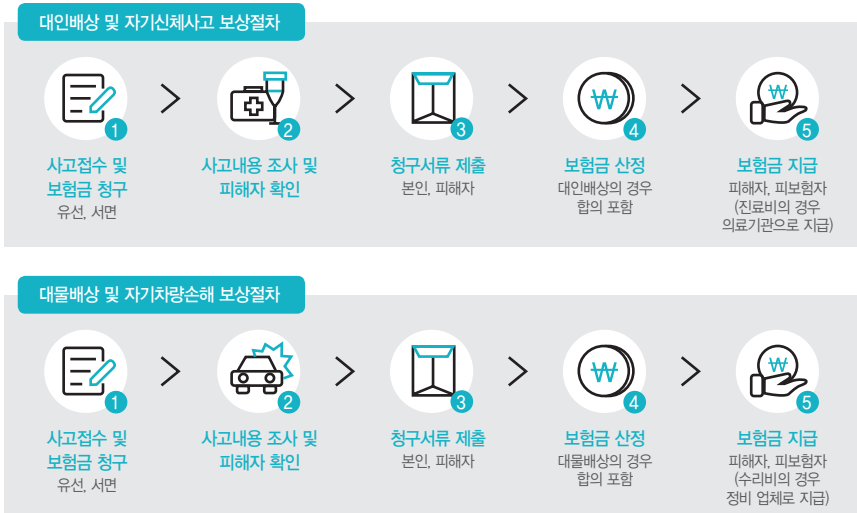 대인배상 및 자기신체사고 보상절차
1
사고접수 및
보험금 청구
유선, 서면
2
사고내용 조사 및
피해자 확인
3
청구서류 제출
본인, 피해자
4
보험금 산정
대인배상의 경우
합의 포함
5
보험금 지급
피해자, 피보험자
(진료비의 경우
의료기관으로 지급)
대물배상 및 자기차량손해 보상절차
1
사고접수 및
보험금 청구
유선, 서면
2
사고내용 조사 및
피해자 확인
3
청구서류 제출
본인, 피해자
4
보험금 산정
대물배상의 경우
합의 포함
5
보험금 지급
피해자, 피보험자
(수리비의 경우
정비 업체로 지급)